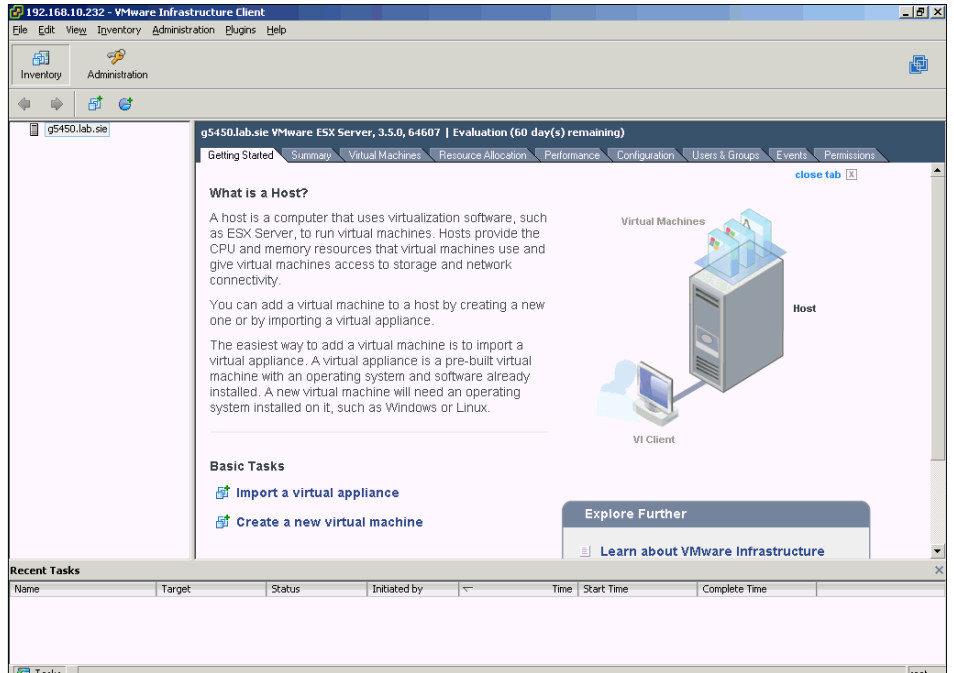 192.168.10.232 - VMware Infrastructure Client
File Edit View Inventory Administration Plugins Help
Inventory Administration
g5450.lab.sie
g5450.lab.sie VMware ESX Server, 3.5.0, 64607 | Evaluation (60 day(s) remaining)
Getting Started Summary Virtual Machines Resource Allocation Performance Configuration Users & Groups Events Permissions
close tab X
What is a Host?
A host is a computer that uses virtualization software, such
as ESX Server, to run virtual machines. Hosts provide the
CPU and memory resources that virtual machines use and
give virtual machines access to storage and network
connectivity.
You can add a virtual machine to a host by creating a new
one or by importing a virtual appliance.
The easiest way to add a virtual machine is to import a
virtual appliance. A virtual appliance is a pre-built virtual
machine with an operating system and software already
installed. A new virtual machine will need an operating
system installed on it, such as Windows or Linux.
Virtual Machines
Host
VI Client
Basic Tasks
Import a virtual appliance
Create a new virtual machine
Explore Further
Learn about VMware Infrastructure
Recent Tasks
Name Target Status Initiated by Time Start Time Complete Time
Tasks